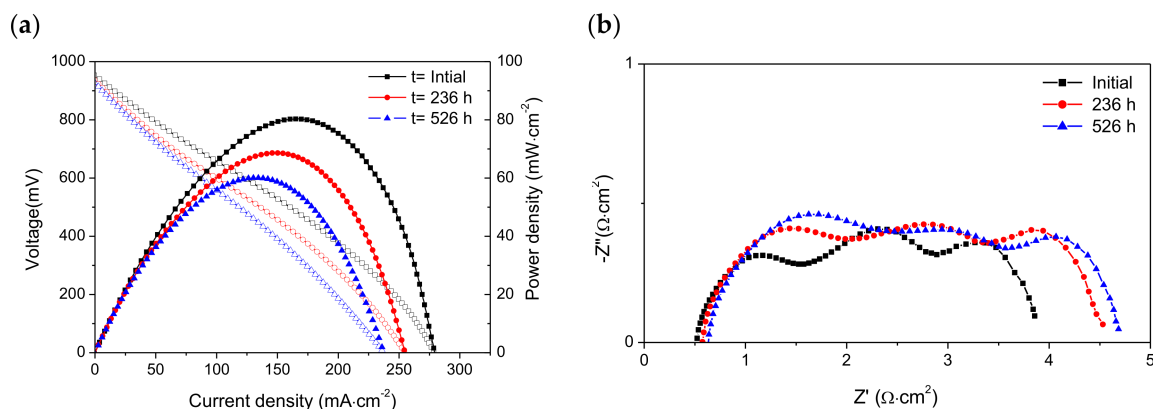 (a)
1000
800
600
400
200
0
Voltage(mV)
0 50 100 150 200 250 300
Current density (mA·cm-2)
100
80
60
40
20
0
Power density (mW·cm-2)
t= Intial
t= 236 h
t= 526 h
(b)
1
0
-Z"(Ω·cm2)
0 1 2 3 4 5
Z' (Ω·cm2)
Initial
236 h
526 h